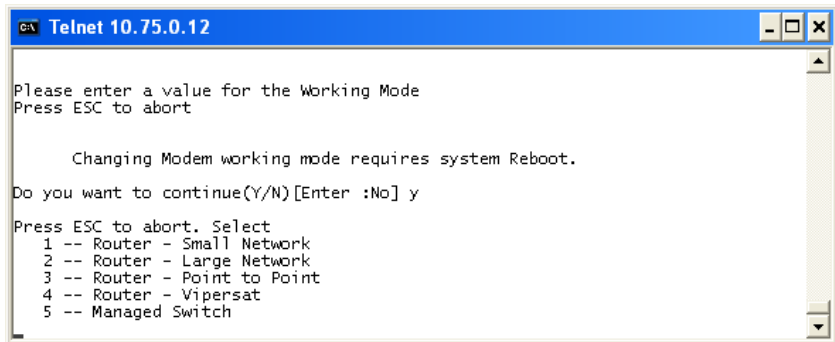 Telnet 10.75.0.12
Please enter a value for the Working Mode
Press ESC to abort
Changing Modem working mode requires system Reboot.
Do you want to continue(Y/N)[Enter :No] y
Press ESC to abort. Select
1 -- Router - Small Network
2 -- Router - Large Network
3 -- Router - Point to Point
4 -- Router - Vipersat
5 -- Managed Switch